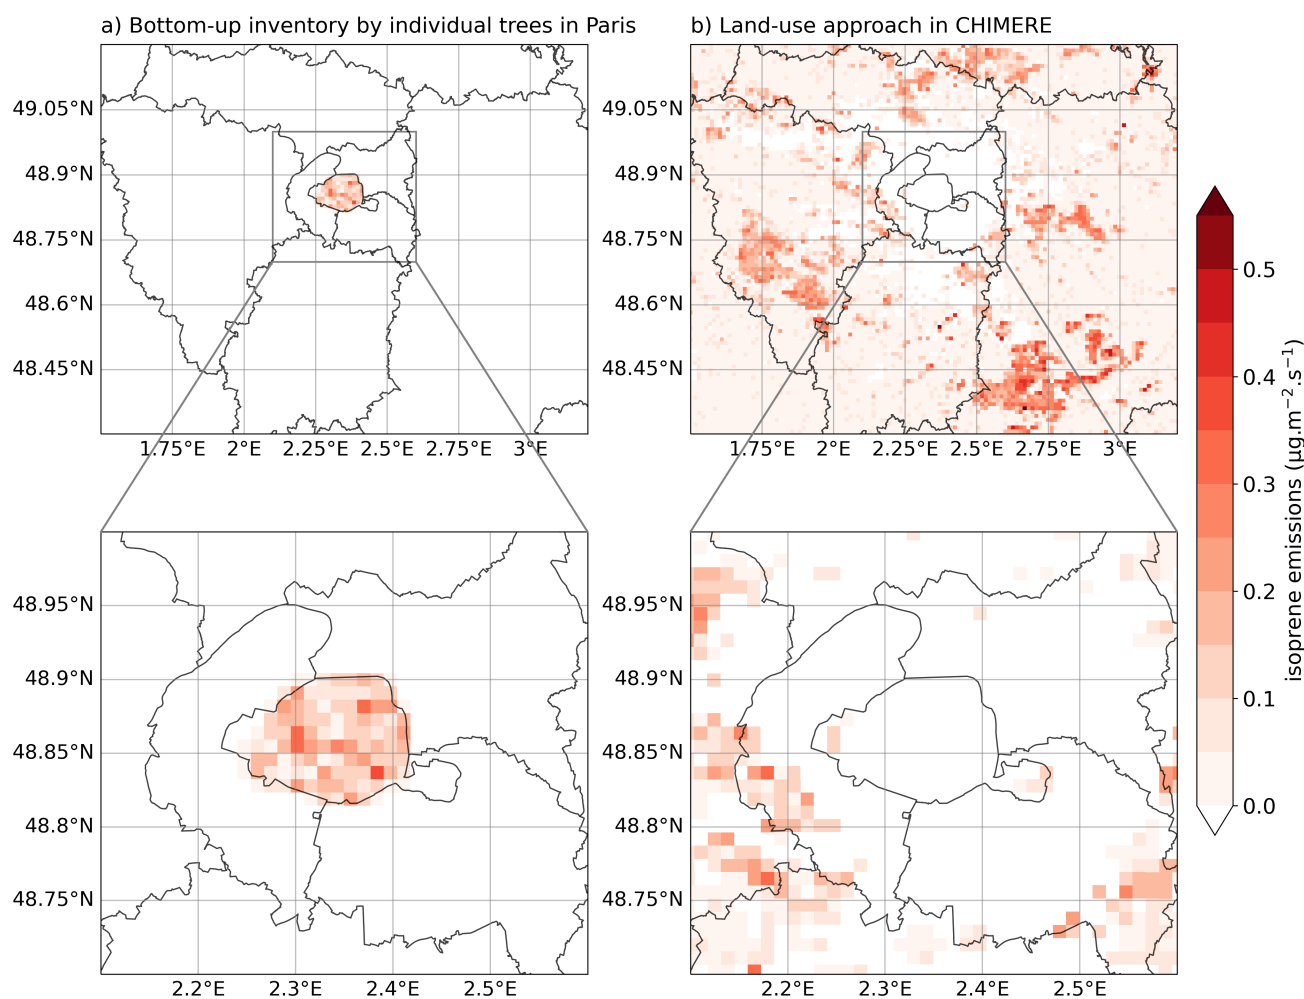 a) Bottom-up inventory by individual trees in Paris
b) Land-use approach in CHIMERE
49.05°N
48.9°N
48.75°N
48.6°N
48.45°N
1.75°E 2°E 2.25°E 2.5°E 2.75°E 3°E
49.05°N
48.9°N
48.75°N
48.6°N
48.45°N
1.75°E 2°E 2.25°E 2.5°E 2.75°E 3°E
48.95°N
48.9°N
48.85°N
48.8°N
48.75°N
2.2°E 2.3°E 2.4°E 2.5°E
48.95°N
48.9°N
48.85°N
48.8°N
48.75°N
2.2°E 2.3°E 2.4°E 2.5°E
0.5
0.4
0.3
0.2
0.1
0.0
isoprene emissions (µg.m⁻².s⁻¹)